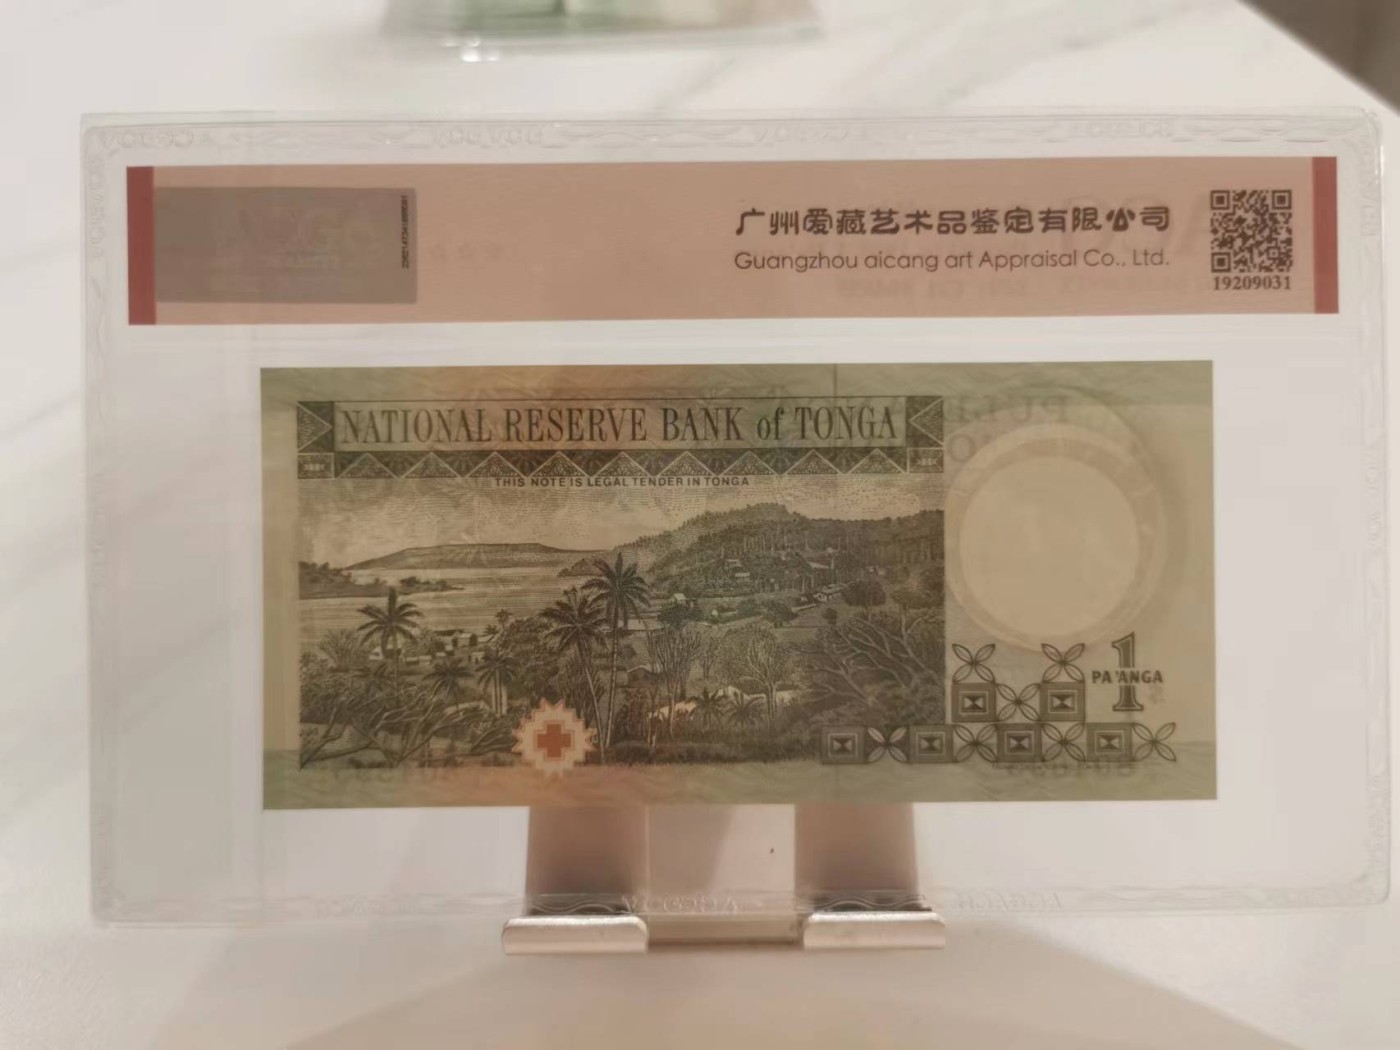 广州爱藏艺术品鉴定有限公司
Guangzhou aicang art Appraisal Co., Ltd.
19209031
NATIONAL RESERVE BANK of TONGA
THIS NOTE IS LEGAL TENDER IN TONGA
1
PA'ANGA